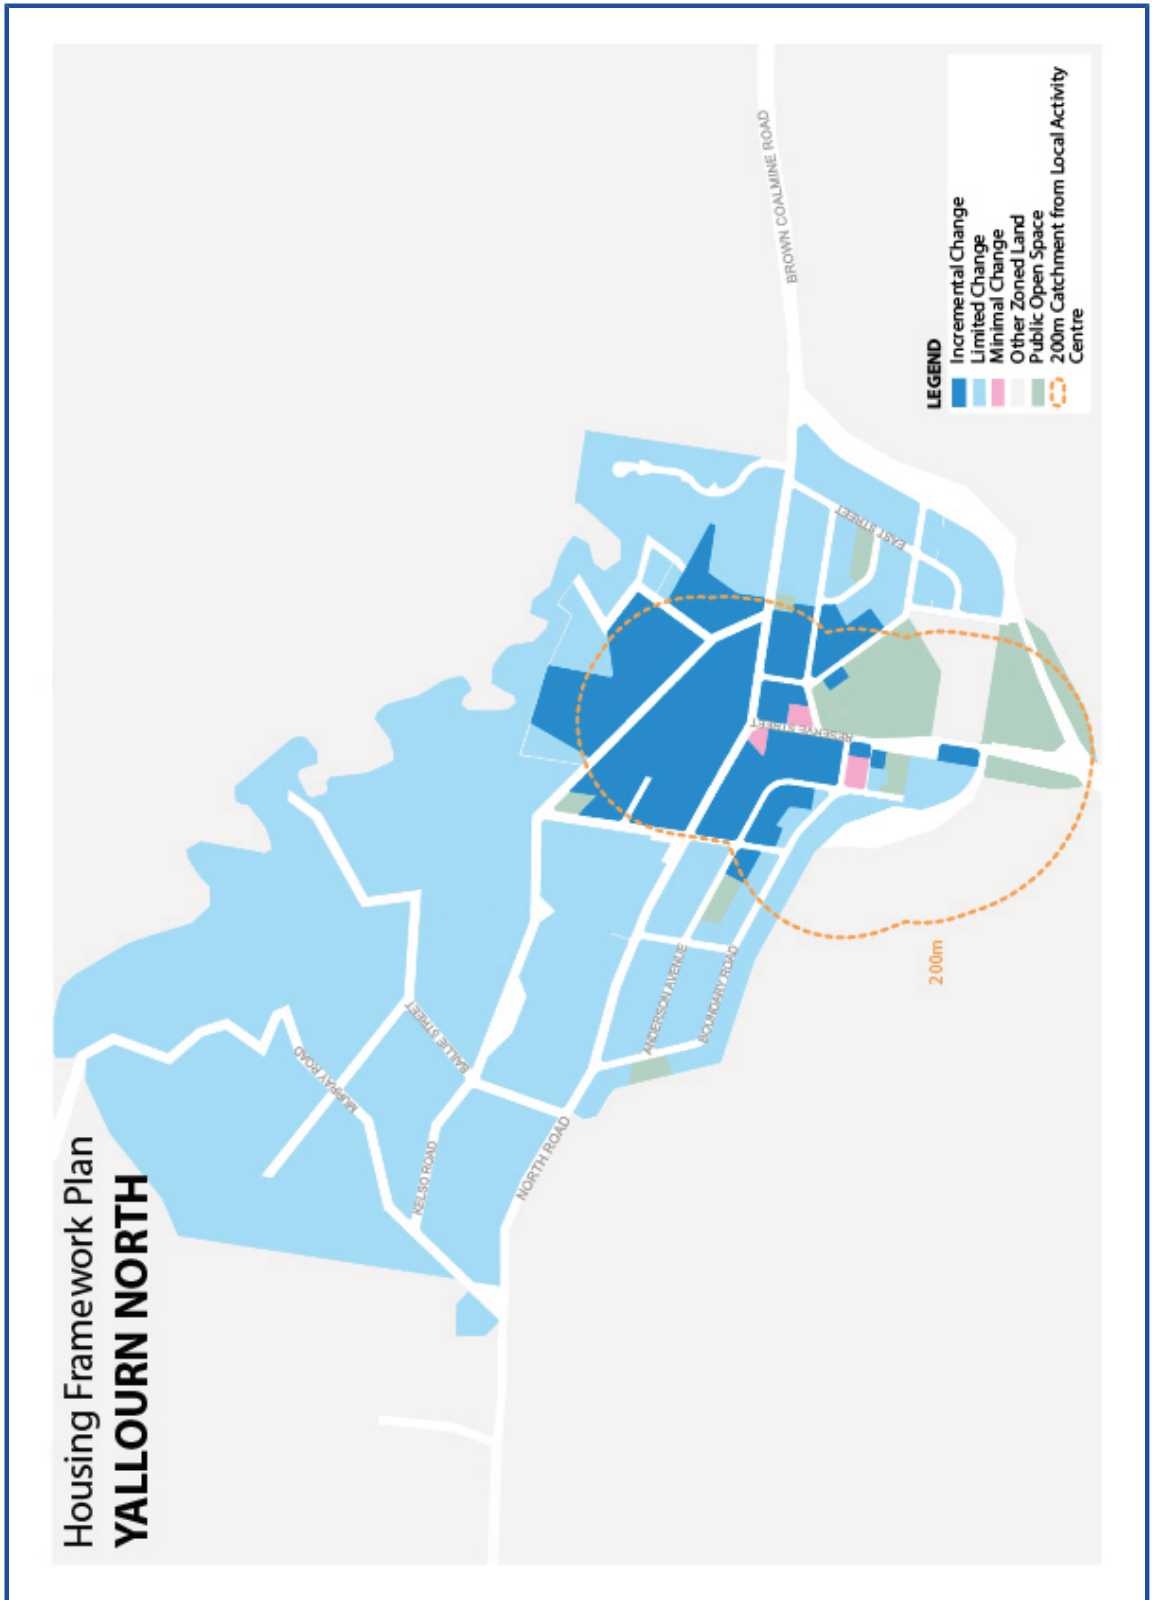 Housing Framework Plan
YALLOURN NORTH
MURRAY ROAD
BAILLIE STREET
KELSO ROAD
NORTH ROAD
ANDERSON AVENUE
BOUNDARY ROAD
RESERVE STREET
EAST STREET
BROWN COALMINE ROAD
200m
LEGEND
Incremental Change
Limited Change
Minimal Change
Other Zoned Land
Public Open Space
200m Catchment from Local Activity
Centre